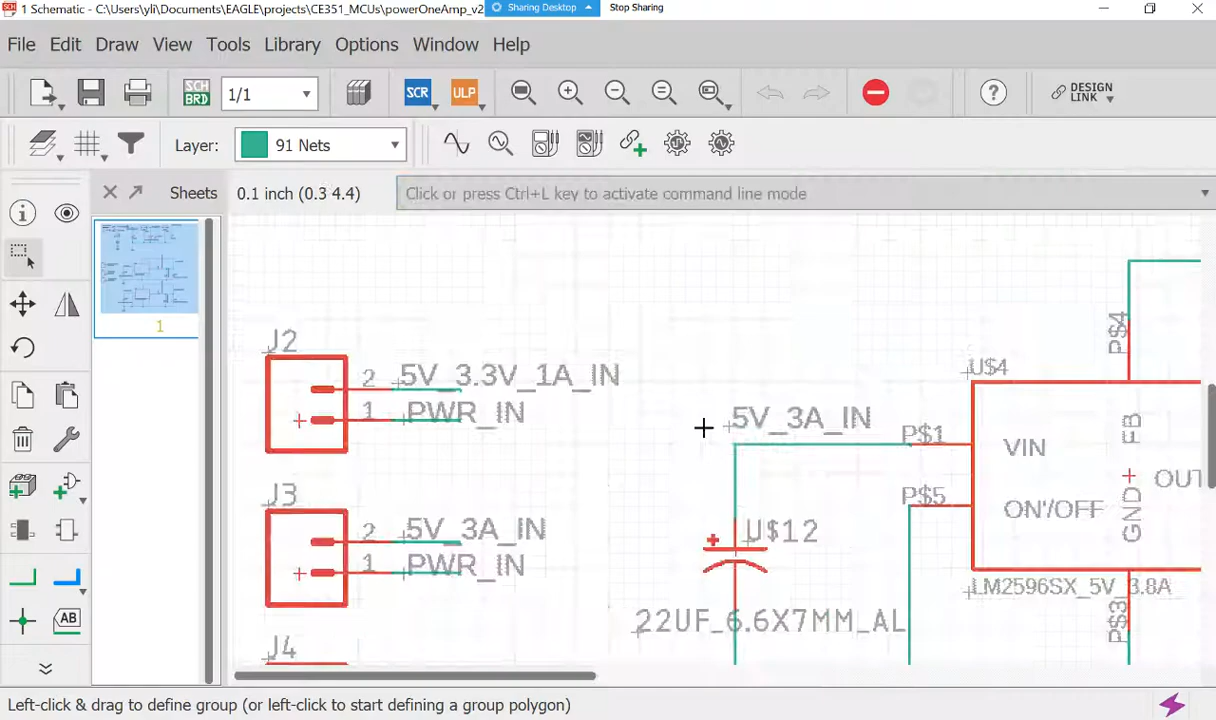 1 Schematic - C:\Users\yli\Documents\EAGLE\projects\CE351_MCUs\powerOneAmp_v2
Sharing Desktop
Stop Sharing
File Edit Draw View Tools Library Options Window Help
SCH BRD
1/1
SCR
ULP
DESIGN LINK
Layer:
91 Nets
Sheets
0.1 inch (0.3 4.4)
Click or press Ctrl+L key to activate command line mode
1
J2
2
5V_3.3V_1A_IN
1
PWR_IN
J3
2
5V_3A_IN
1
PWR_IN
J4
5V_3A_IN
P$1
P$5
U$12
22UF_6.6X7MM_AL
U$4
P$4
VIN
FB
ON'/OFF
GND
OUT
LM2596SX_5V_3.8A
P$3
AB
Left-click & drag to define group (or left-click to start defining a group polygon)